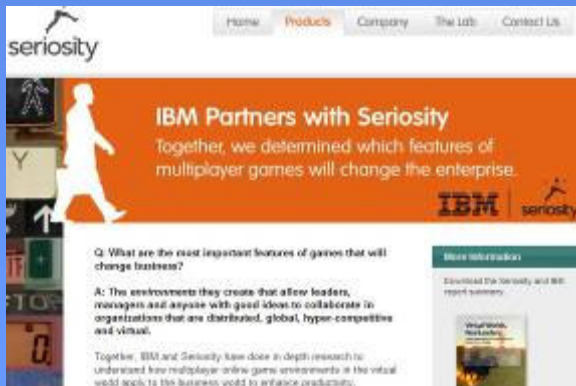 seriosity
Home Products Company The Lab Contact Us
IBM Partners with Seriosity
Together, we determined which features of
multiplayer games will change the enterprise.
IBM seriosity
Q: What are the most important features of games that will
change business?
A: The environments they create that allow leaders,
managers and anyone with good ideas to collaborate in
organizations that are distributed, global, hyper-competitive
and virtual.
More Information
Download the Seriosity and IBM
report summary.
Virtual Worlds,
Real Leaders:
Together, IBM and Seriosity have done in depth research to
understand how multiplayer online game environments in the virtual
world apply to the business world to enhance productivity,